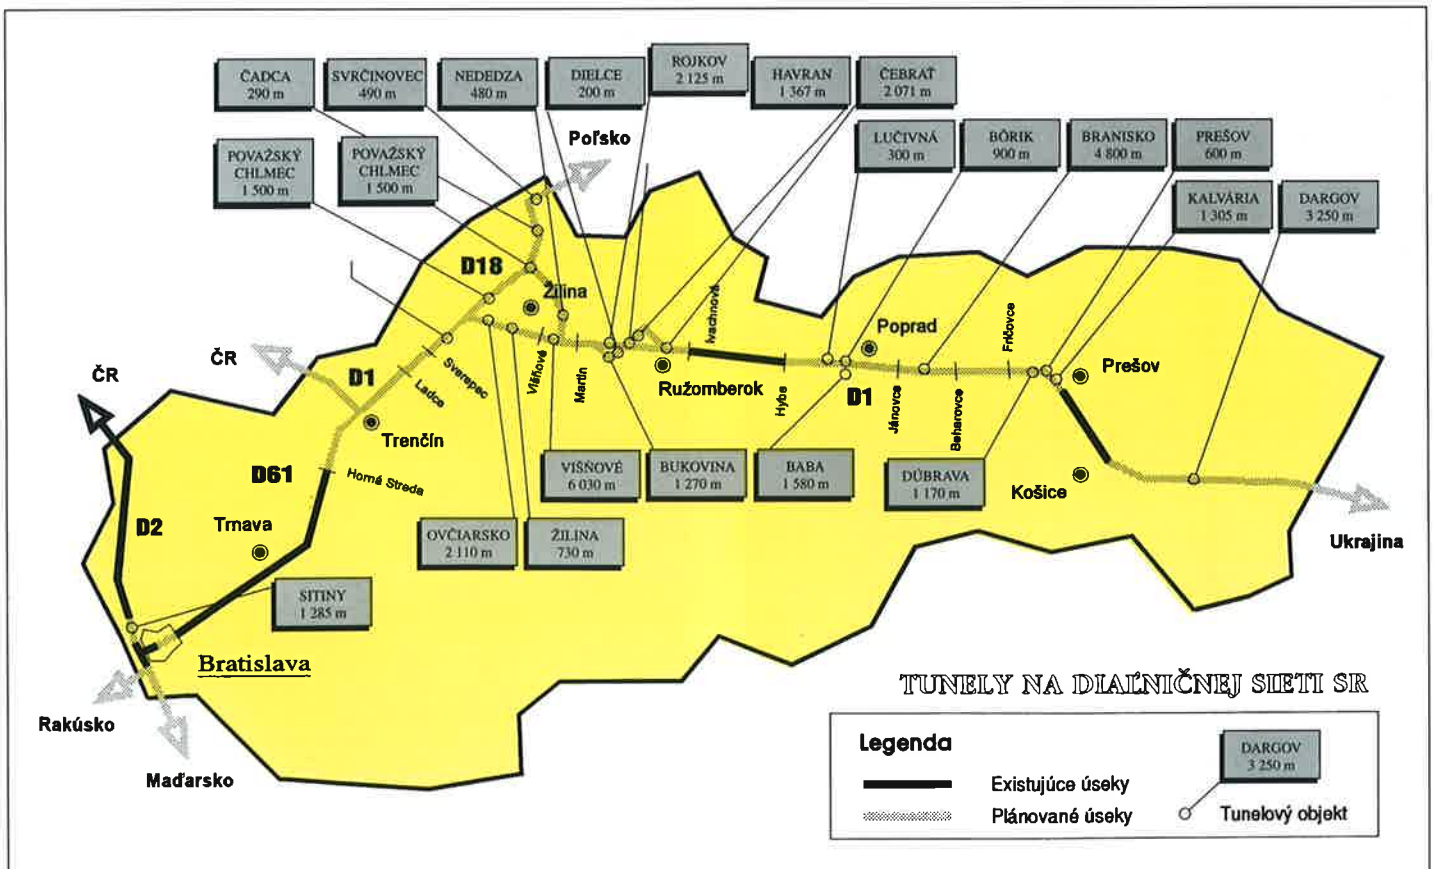 ČADCA
290 m
SVRČINOVEC
490 m
NEDEDZA
480 m
DIELCE
200 m
ROJKOV
2 125 m
HAVRAN
1 367 m
ČEBRAŤ
2 071 m
POVAŽSKÝ
CHLMEC
1 500 m
POVAŽSKÝ
CHLMEC
1 500 m
Poľsko
LUČIVNÁ
300 m
BÔRIK
900 m
BRANISKO
4 800 m
PREŠOV
600 m
KALVÁRIA
1 305 m
DARGOV
3 250 m
D18
Žilina
Ivachnová
Poprad
Fričovce
ČR
ČR
D1
Sverepec
Ladce
Višňové
Martin
Ružomberok
Hybe
D1
Jánovce
Beharovce
Prešov
Trenčín
D61
Horná Streda
VIŠŇOVÉ
6 030 m
BUKOVINA
1 270 m
BABA
1 580 m
DÚBRAVA
1 170 m
Košice
D2
Trnava
OVČIARSKO
2 110 m
ŽILINA
730 m
Ukrajina
SITINY
1 285 m
Bratislava
Rakúsko
Maďarsko
TUNELY NA DIAĽNIČNEJ SIETI SR
Legenda
DARGOV
3 250 m
Existujúce úseky
Plánované úseky
Tunelový objekt